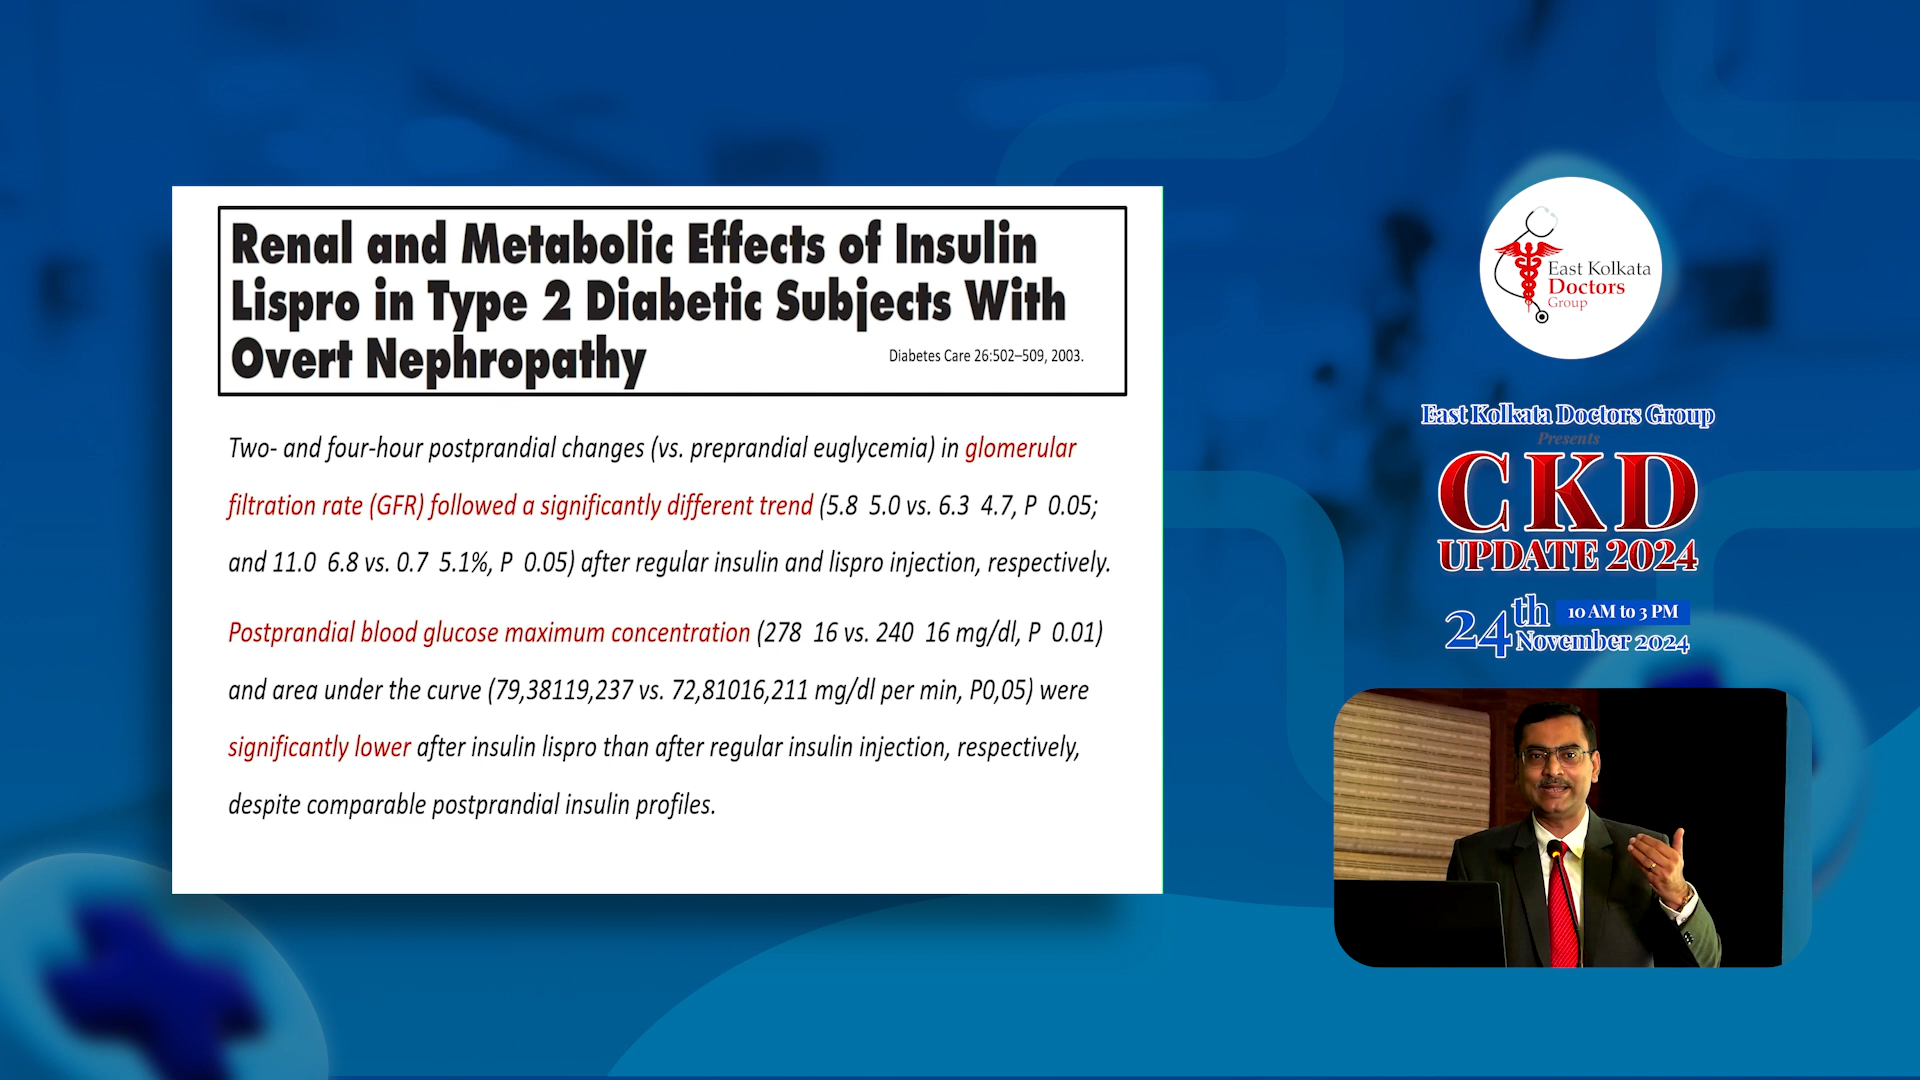 Renal and Metabolic Effects of Insulin
Lispro in Type 2 Diabetic Subjects With
Overt Nephropathy
Diabetes Care 26:502–509, 2003.
Two- and four-hour postprandial changes (vs. preprandial euglycemia) in glomerular
filtration rate (GFR) followed a significantly different trend (5.8 5.0 vs. 6.3 4.7, P 0.05;
and 11.0 6.8 vs. 0.7 5.1%, P 0.05) after regular insulin and lispro injection, respectively.
Postprandial blood glucose maximum concentration (278 16 vs. 240 16 mg/dl, P 0.01)
and area under the curve (79,38119,237 vs. 72,81016,211 mg/dl per min, P0,05) were
significantly lower after insulin lispro than after regular insulin injection, respectively,
despite comparable postprandial insulin profiles.
East Kolkata
Doctors
Group
East Kolkata Doctors Group
Presents
CKD
UPDATE 2024
24th
10 AM to 3 PM
November 2024